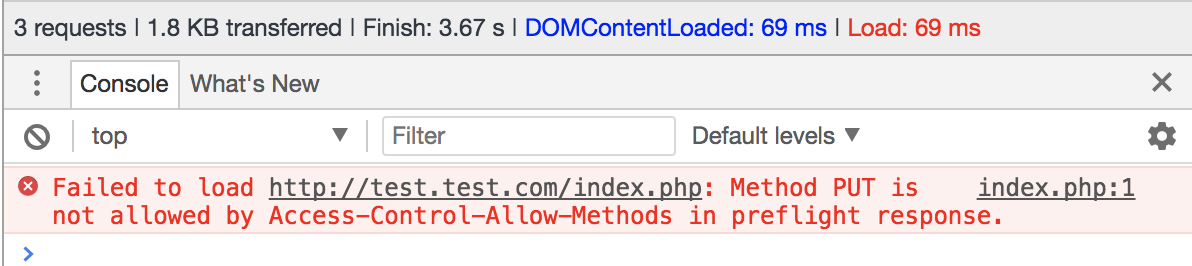 3 requests | 1.8 KB transferred | Finish: 3.67 s | DOMContentLoaded: 69 ms | Load: 69 ms
Console What's New
top Filter Default levels
Failed to load http://test.test.com/index.php: Method PUT is index.php:1
not allowed by Access-Control-Allow-Methods in preflight response.